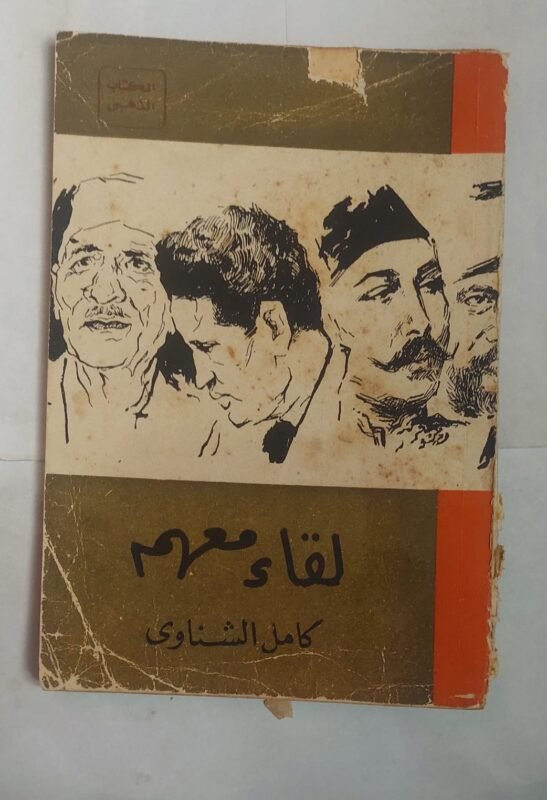 الكتاب
الذهبي
لقاء معهم
كامل الشناوى